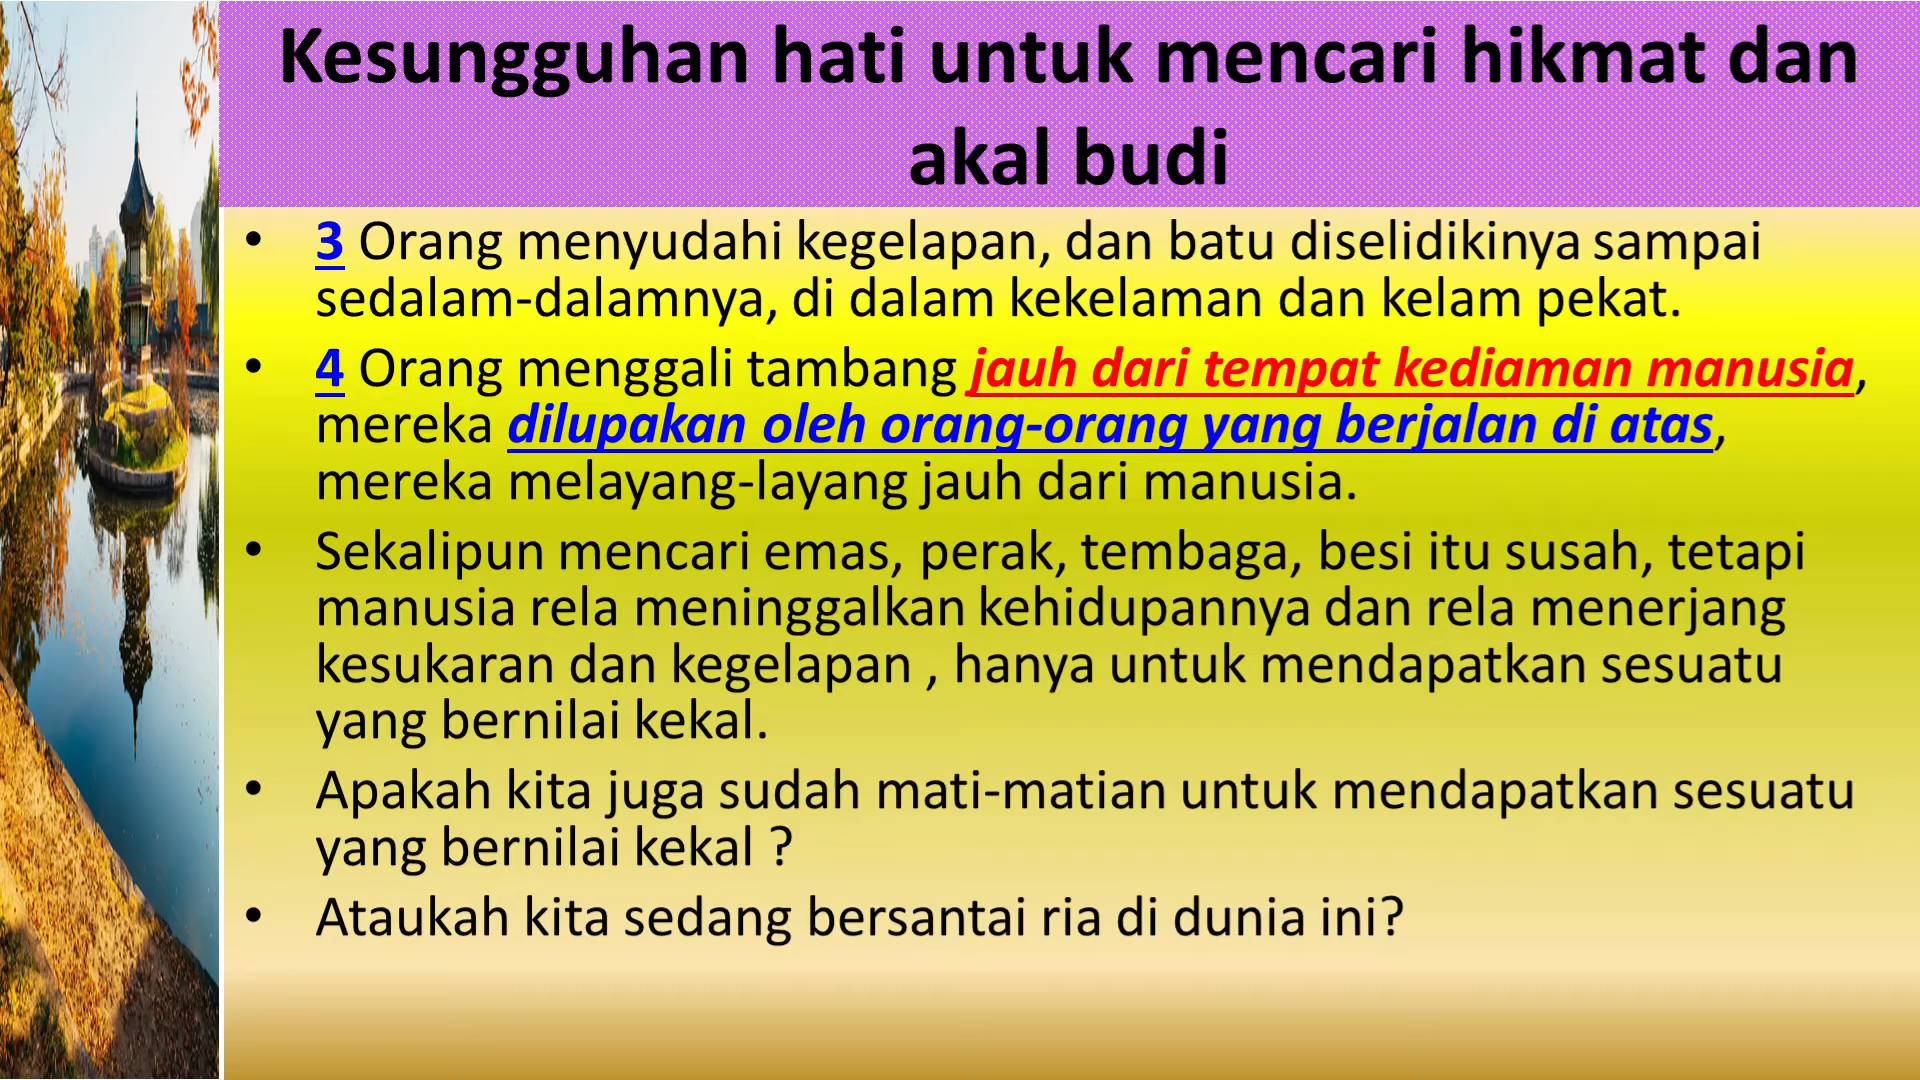 Kesungguhan hati untuk mencari hikmat dan
akal budi
• 3 Orang menyudahi kegelapan, dan batu diselidikinya sampai
sedalam-dalamnya, di dalam kekelaman dan kelam pekat.
• 4 Orang menggali tambang jauh dari tempat kediaman manusia,
mereka dilupakan oleh orang-orang yang berjalan di atas,
mereka melayang-layang jauh dari manusia.
• Sekalipun mencari emas, perak, tembaga, besi itu susah, tetapi
manusia rela meninggalkan kehidupannya dan rela menerjang
kesukaran dan kegelapan , hanya untuk mendapatkan sesuatu
yang bernilai kekal.
• Apakah kita juga sudah mati-matian untuk mendapatkan sesuatu
yang bernilai kekal ?
• Ataukah kita sedang bersantai ria di dunia ini?